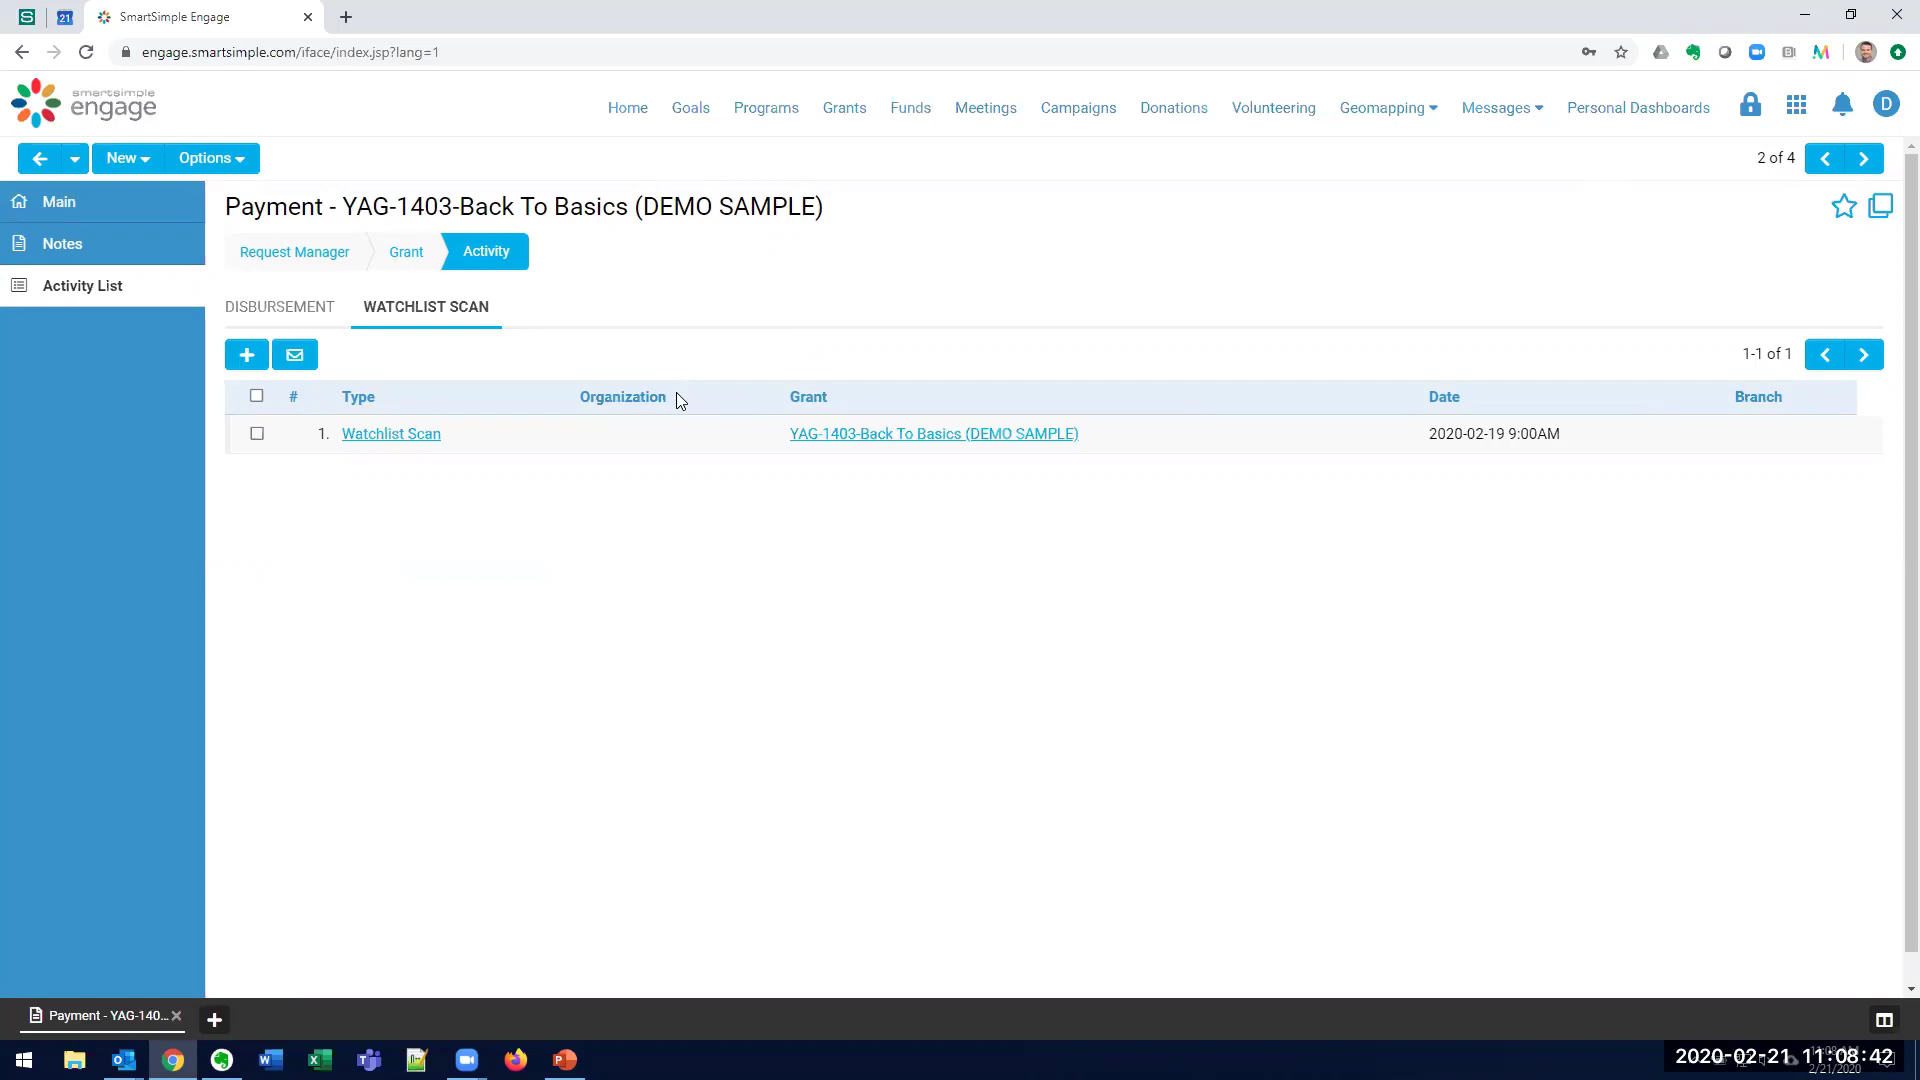 21 SmartSimple Engage
engage.smartsimple.com/iface/index.jsp?lang=1
smartsimple
engage
Home Goals Programs Grants Funds Meetings Campaigns Donations Volunteering Geomapping Messages Personal Dashboards D
New Options 2 of 4
Main
Notes
Activity List
Payment - YAG-1403-Back To Basics (DEMO SAMPLE)
Request Manager Grant Activity
DISBURSEMENT WATCHLIST SCAN
1-1 of 1
# Type Organization Grant Date Branch
1. Watchlist Scan YAG-1403-Back To Basics (DEMO SAMPLE) 2020-02-19 9:00AM
Payment - YAG-140...
2020-02-21 11:08:42
2/21/2020